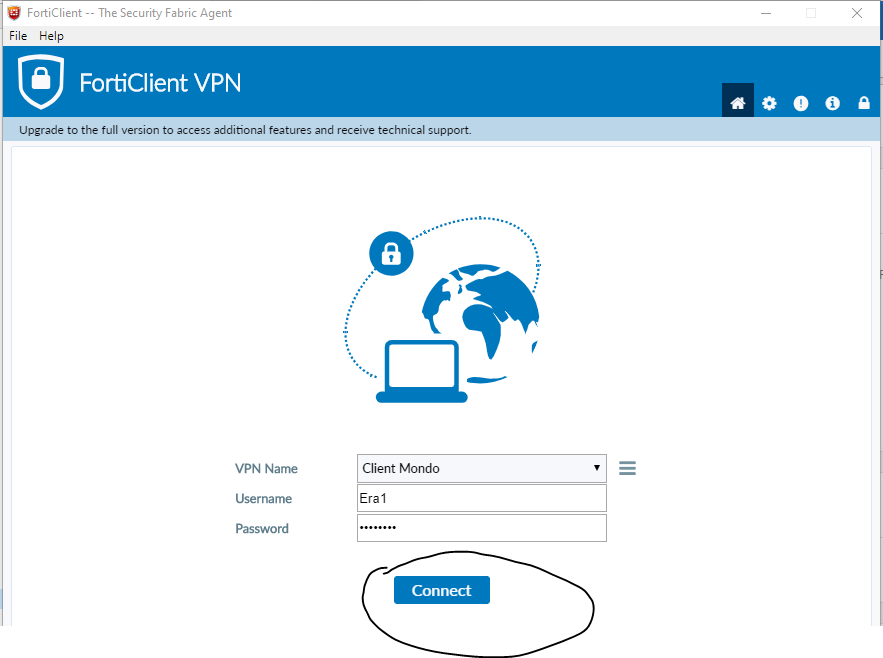 FortiClient -- The Security Fabric Agent
File Help
FortiClient VPN
Upgrade to the full version to access additional features and receive technical support.
VPN Name Client Mondo
Username Era1
Password ••••••••
Connect